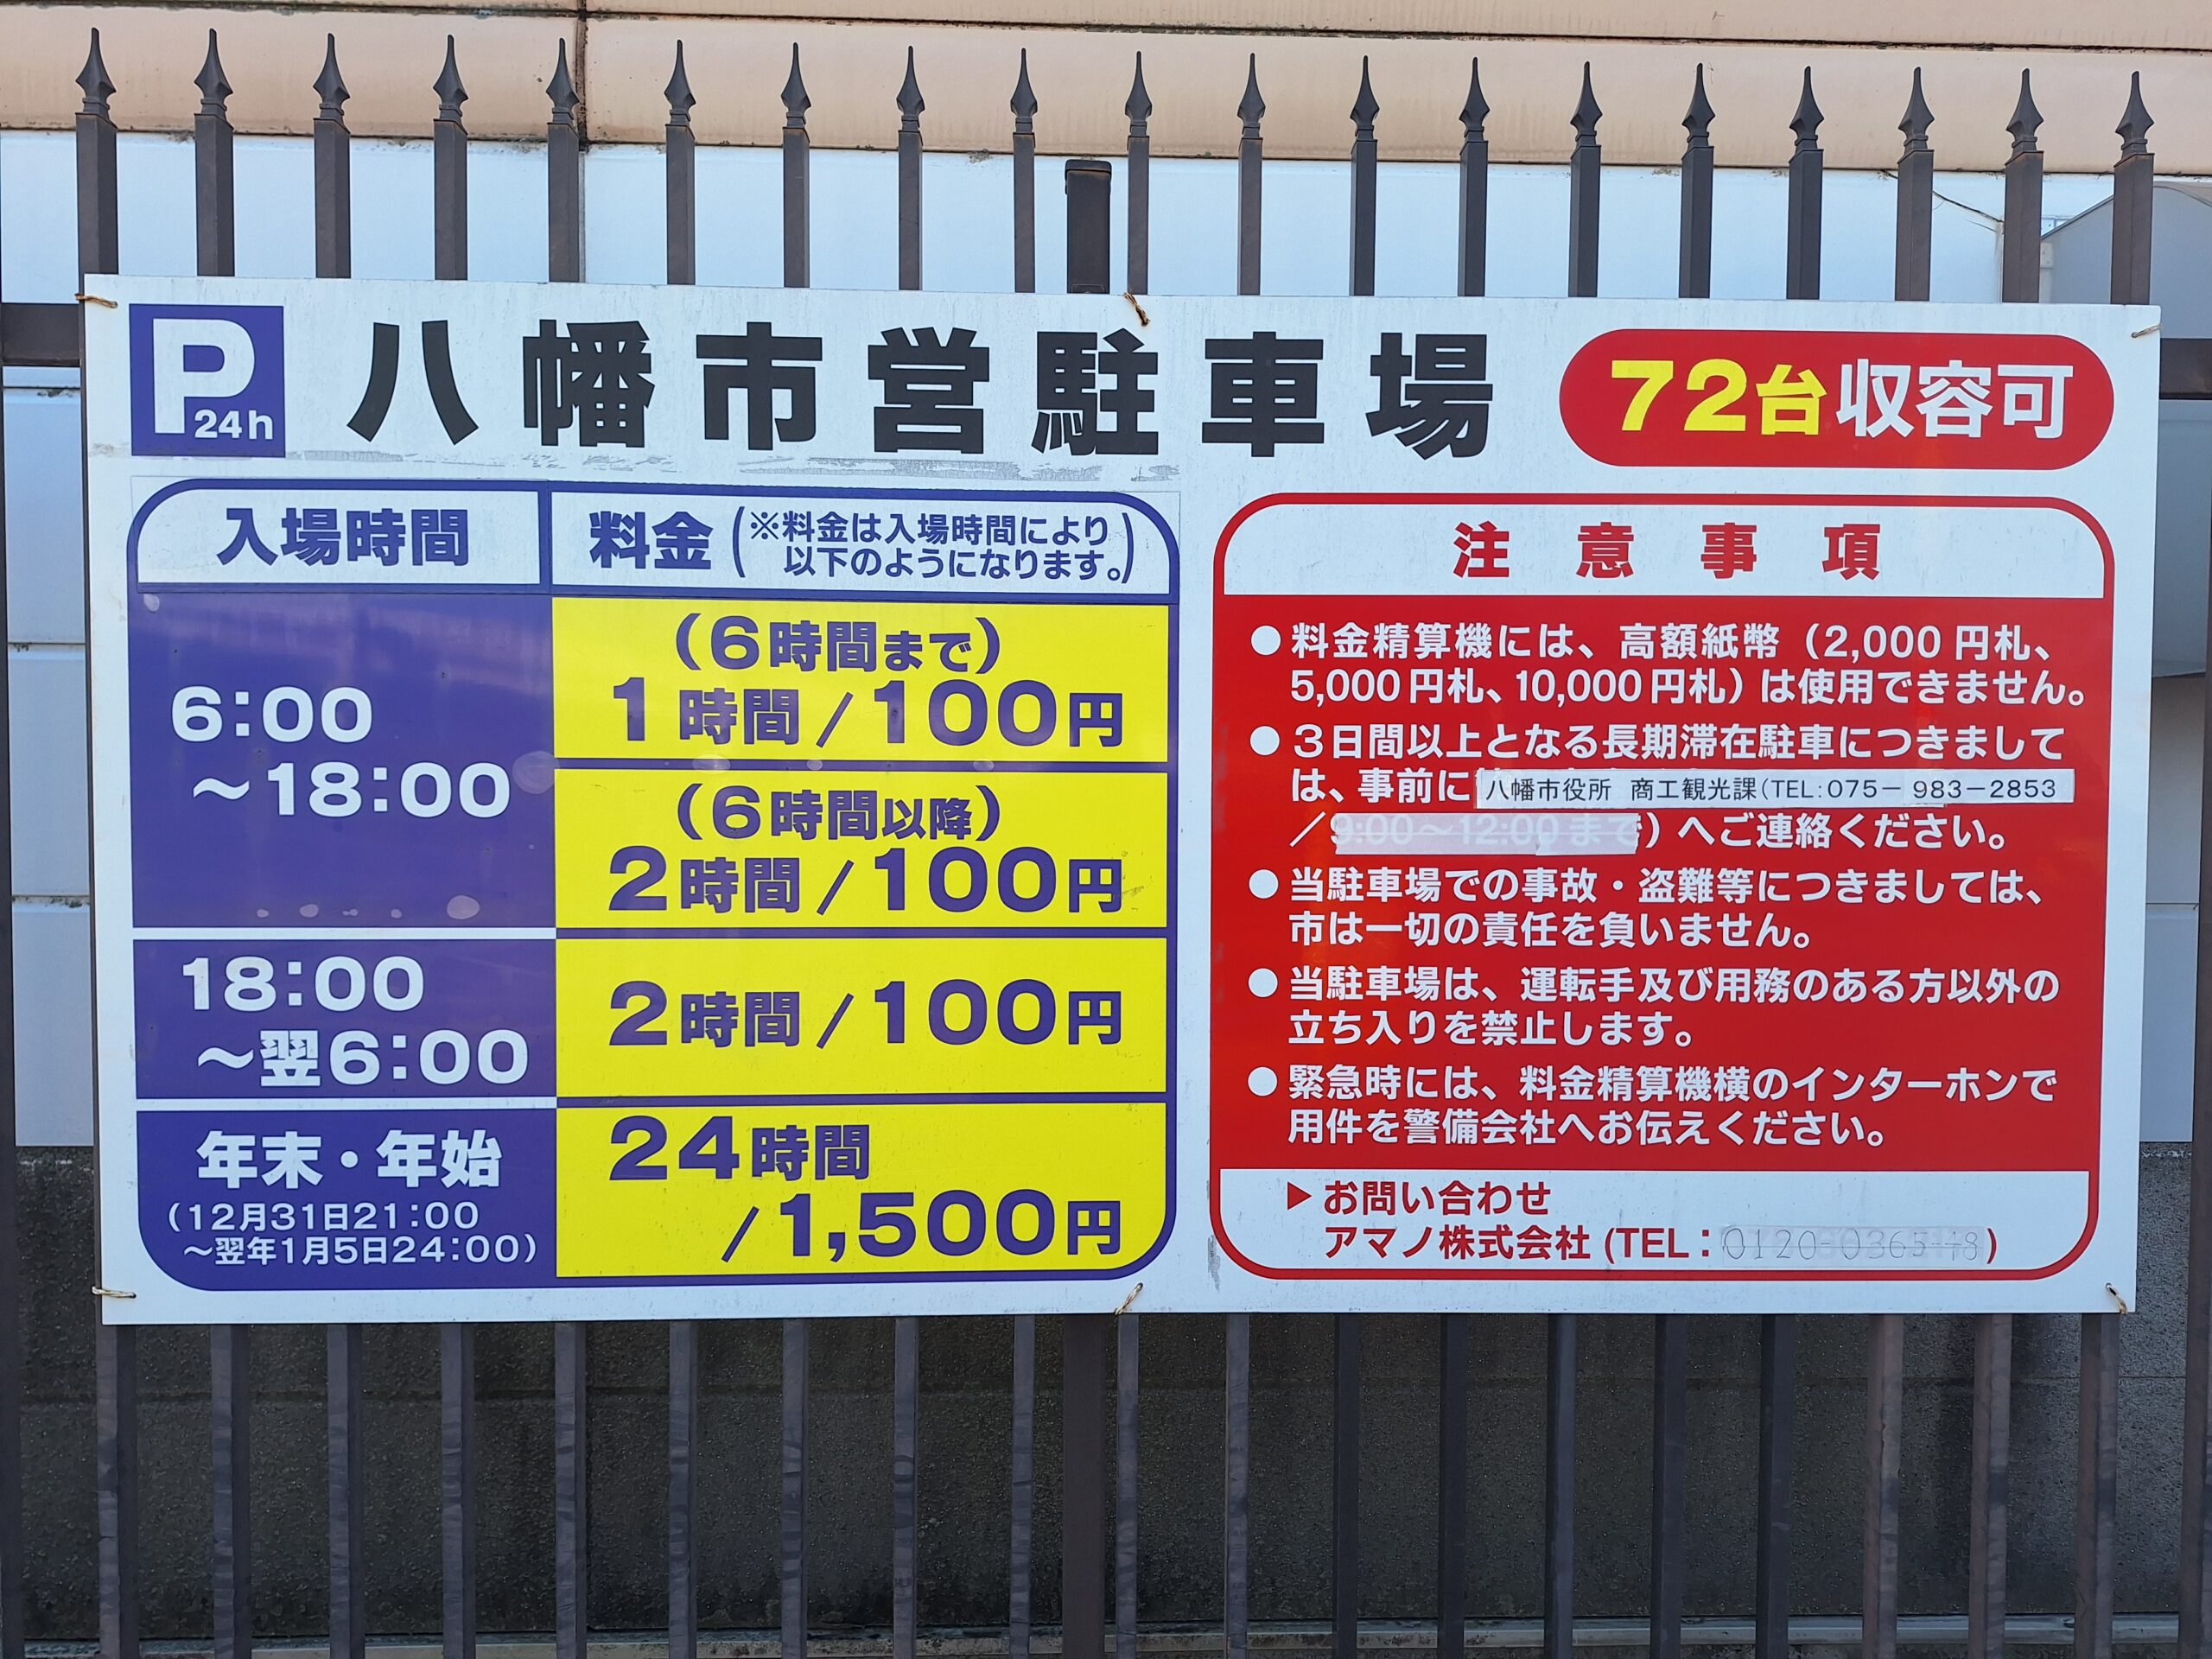 P
24h
八幡市営駐車場
72台収容可
入場時間
料金(※料金は入場時間により
以下のようになります。)
6:00
~18:00
(6時間まで)
1時間/100円
(6時間以降)
2時間/100円
18:00
~翌6:00
2時間/100円
年末・年始
(12月31日21:00
~翌年1月5日24:00)
24時間
/1,500円
注意事項
●料金精算機には、高額紙幣(2,000円札、
5,000円札、10,000円札)は使用できません。
●3日間以上となる長期滞在駐車につきまして
は、事前に八幡市役所 商工観光課(TEL:075-983-2853
/9:00~12:00まで)へご連絡ください。
●当駐車場での事故・盗難等につきましては、
市は一切の責任を負いません。
●当駐車場は、運転手及び用務のある方以外の
立ち入りを禁止します。
●緊急時には、料金精算機横のインターホンで
用件を警備会社へお伝えください。
▶お問い合わせ
アマノ株式会社(TEL:)